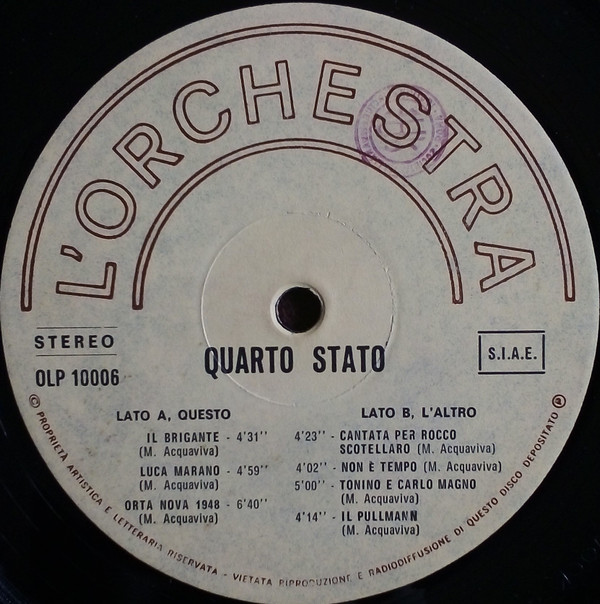 L'ORCHESTRA
STEREO
OLP 10006
QUARTO STATO
S.I.A.E.
LATO A, QUESTO
IL BRIGANTE - 4'31''
(M. Acquaviva)
LUCA MARANO - 4'59''
(M. Acquaviva)
ORTA NOVA 1948 - 6'40''
(M. Acquaviva)
LATO B, L'ALTRO
4'23'' - CANTATA PER ROCCO
SCOTELLARO (M. Acquaviva)
4'02'' - NON È TEMPO (M. Acquaviva)
5'00'' - TONINO E CARLO MAGNO
(M. Acquaviva)
4'14'' - IL PULLMANN
(M. Acquaviva)
© PROPRIETÀ ARTISTICA E LETTERARIA RISERVATA - VIETATA RIPRODUZIONE E RADIODIFFUSIONE DI QUESTO DISCO DEPOSITATO ℗